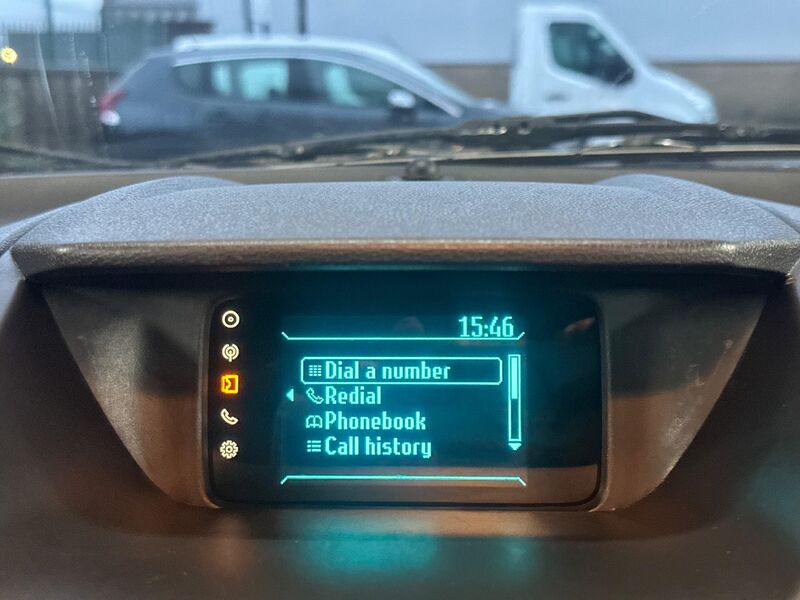 15:46
Dial a number
Redial
Phonebook
Call history